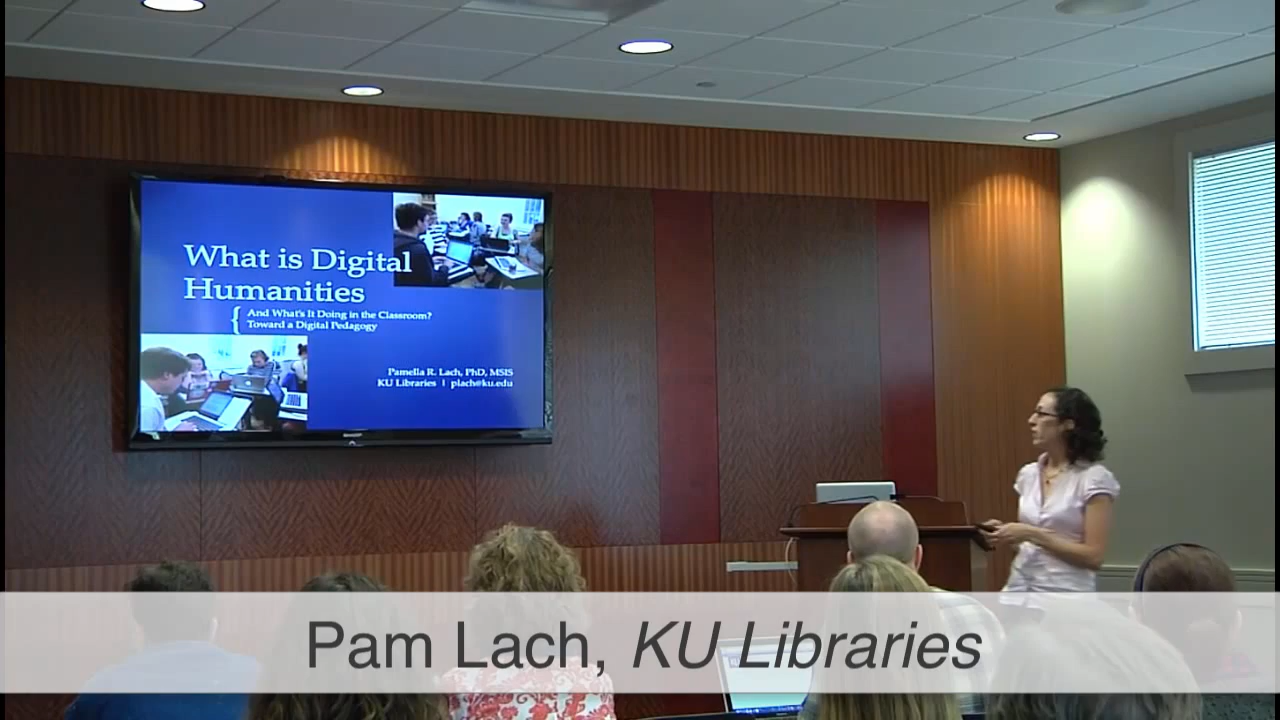 What is Digital
Humanities
And What's It Doing in the Classroom?
Toward a Digital Pedagogy
Pamella R. Lach, PhD, MSIS
KU Libraries | plach@ku.edu
SHARP
Pam Lach, KU Libraries